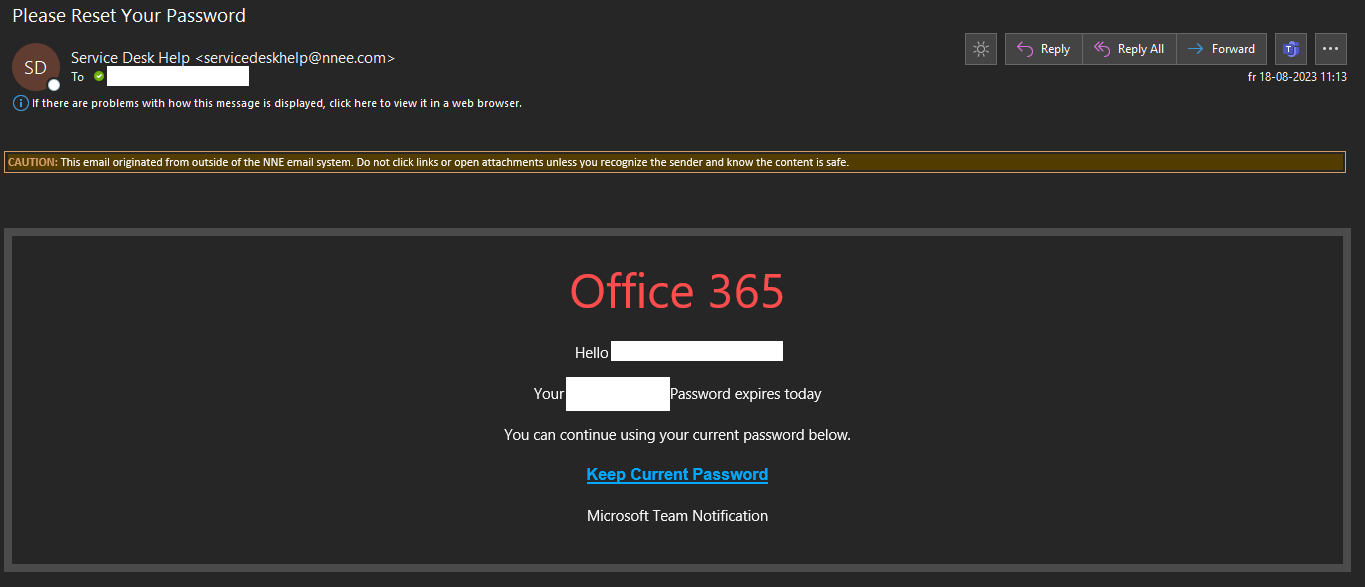 Please Reset Your Password
SD
Service Desk Help <servicedeskhelp@nnee.com>
To
Reply
Reply All
Forward
fr 18-08-2023 11:13
If there are problems with how this message is displayed, click here to view it in a web browser.
CAUTION: This email originated from outside of the NNE email system. Do not click links or open attachments unless you recognize the sender and know the content is safe.
Office 365
Hello
Your Password expires today
You can continue using your current password below.
Keep Current Password
Microsoft Team Notification